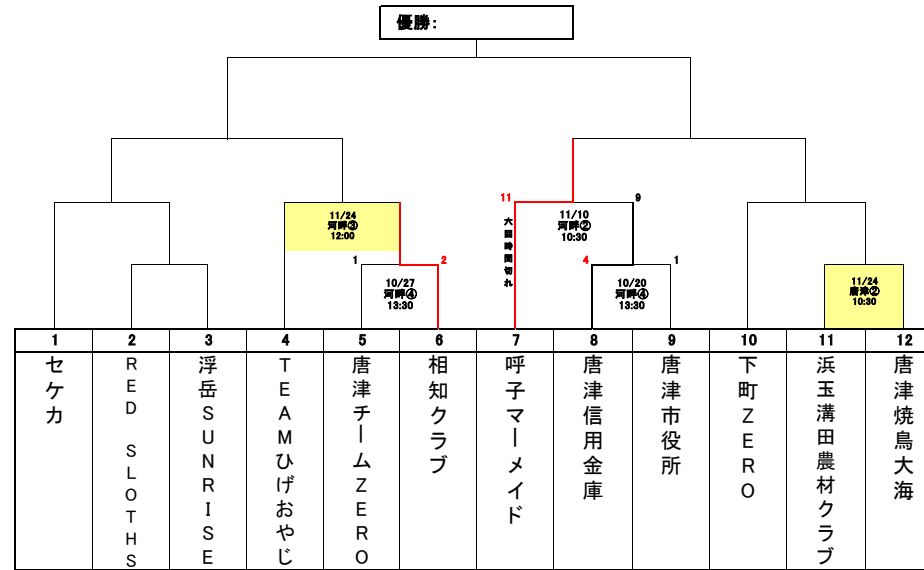 優勝：
11
9
11/24
河畔③
12:00
六回時間切れ
11/10
河畔②
10:30
1
2
4
1
10/27
河畔④
13:30
10/20
河畔④
13:30
11/24
唐津②
10:30
1
2
3
4
5
6
7
8
9
10
11
12
セケカ
RED SLOTHS
浮岳SUNRISE
TEAMひげおやじ
唐津チームZERO
相知クラブ
呼子マーメイド
唐津信用金庫
唐津市役所
下町ZERO
浜玉溝田農材クラブ
唐津焼鳥大海